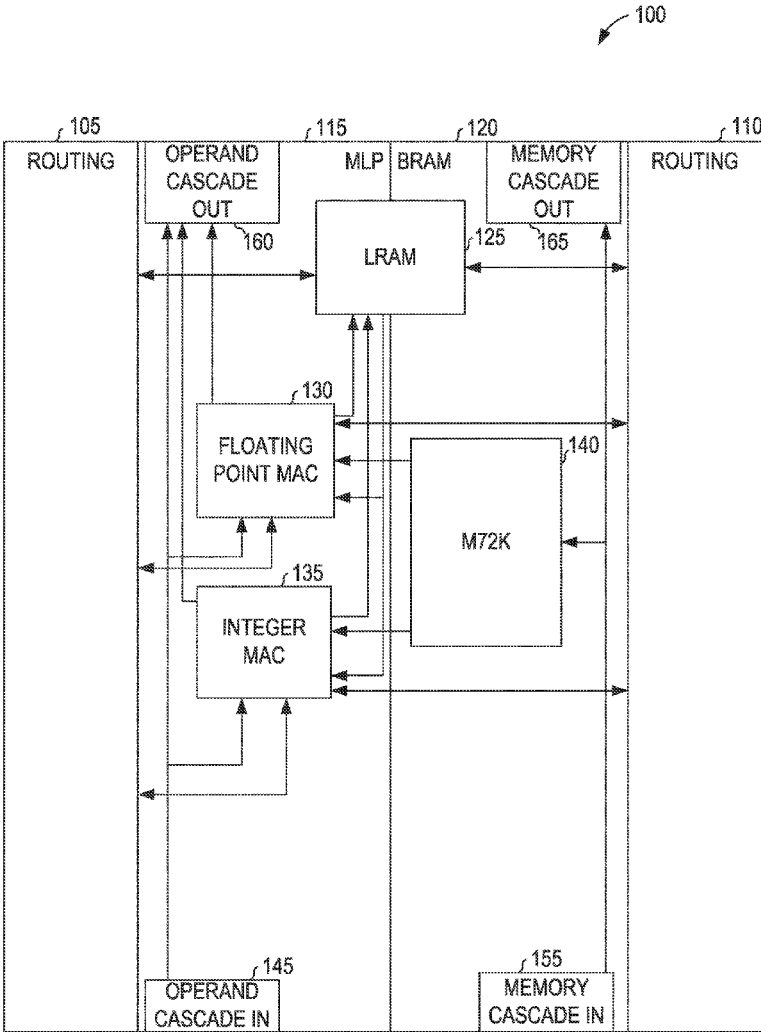 100
105
115
120
110
ROUTING
OPERAND
CASCADE
OUT
160
MLP
BRAM
MEMORY
CASCADE
OUT
165
ROUTING
LRAM
125
130
FLOATING
POINT MAC
140
M72K
135
INTEGER
MAC
145
OPERAND
CASCADE IN
155
MEMORY
CASCADE IN